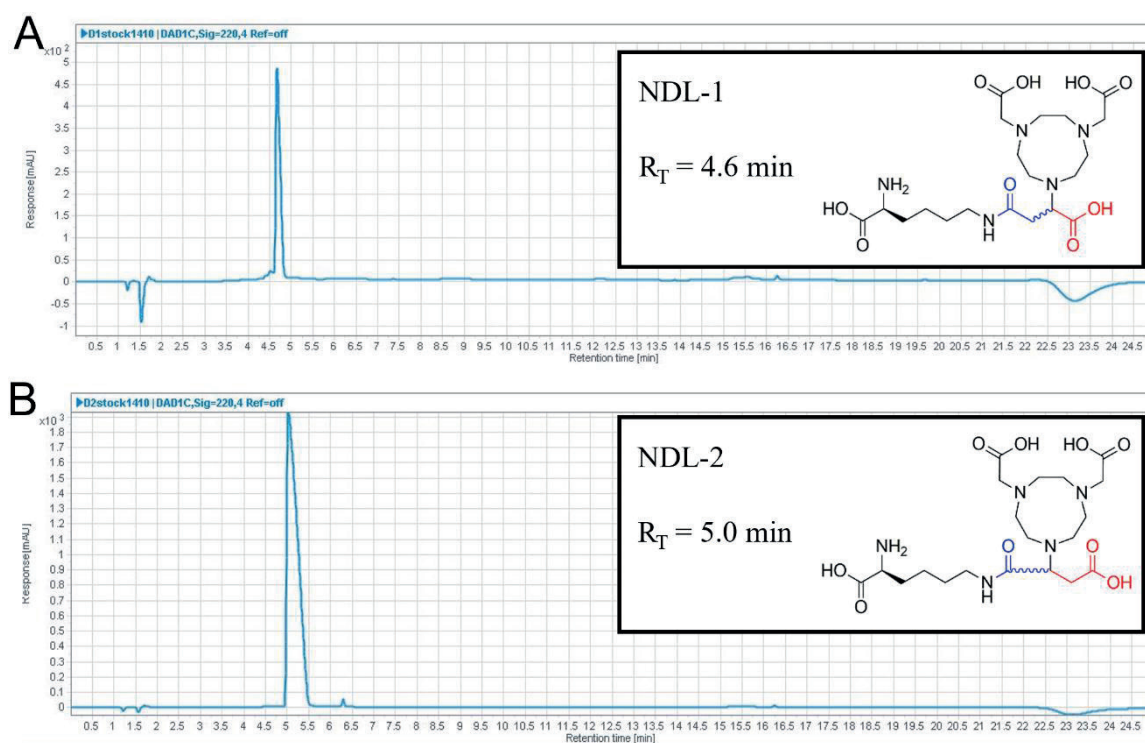 A
▶D1stock1410 | DAD1C,Sig=220,4 Ref=off
x10 2
Response [mAU]
5
4.5
4
3.5
3
2.5
2
1.5
1
0.5
0
-0.5
-1
0.5 1 1.5 2 2.5 3 3.5 4 4.5 5 5.5 6 6.5 7 7.5 8 8.5 9 9.5 10 10.5 11 11.5 12 12.5 13 13.5 14 14.5 15 15.5 16 16.5 17 17.5 18 18.5 19 19.5 20 20.5 21 21.5 22 22.5 23 23.5 24 24.5
Retention time [min]
NDL-1
RT = 4.6 min
O OH HO O
N N
N
NH2 O
HO N OH
O H O
B
▶D2stock1410 | DAD1C,Sig=220,4 Ref=off
x10 3
Response [mAU]
1.8
1.7
1.6
1.5
1.4
1.3
1.2
1.1
1
0.9
0.8
0.7
0.6
0.5
0.4
0.3
0.2
0.1
0
0.5 1 1.5 2 2.5 3 3.5 4 4.5 5 5.5 6 6.5 7 7.5 8 8.5 9 9.5 10 10.5 11 11.5 12 12.5 13 13.5 14 14.5 15 15.5 16 16.5 17 17.5 18 18.5 19 19.5 20 20.5 21 21.5 22 22.5 23 23.5 24 24.5
Retention time [min]
NDL-2
RT = 5.0 min
O OH HO O
N N
N
NH2 O O
HO N OH
O H